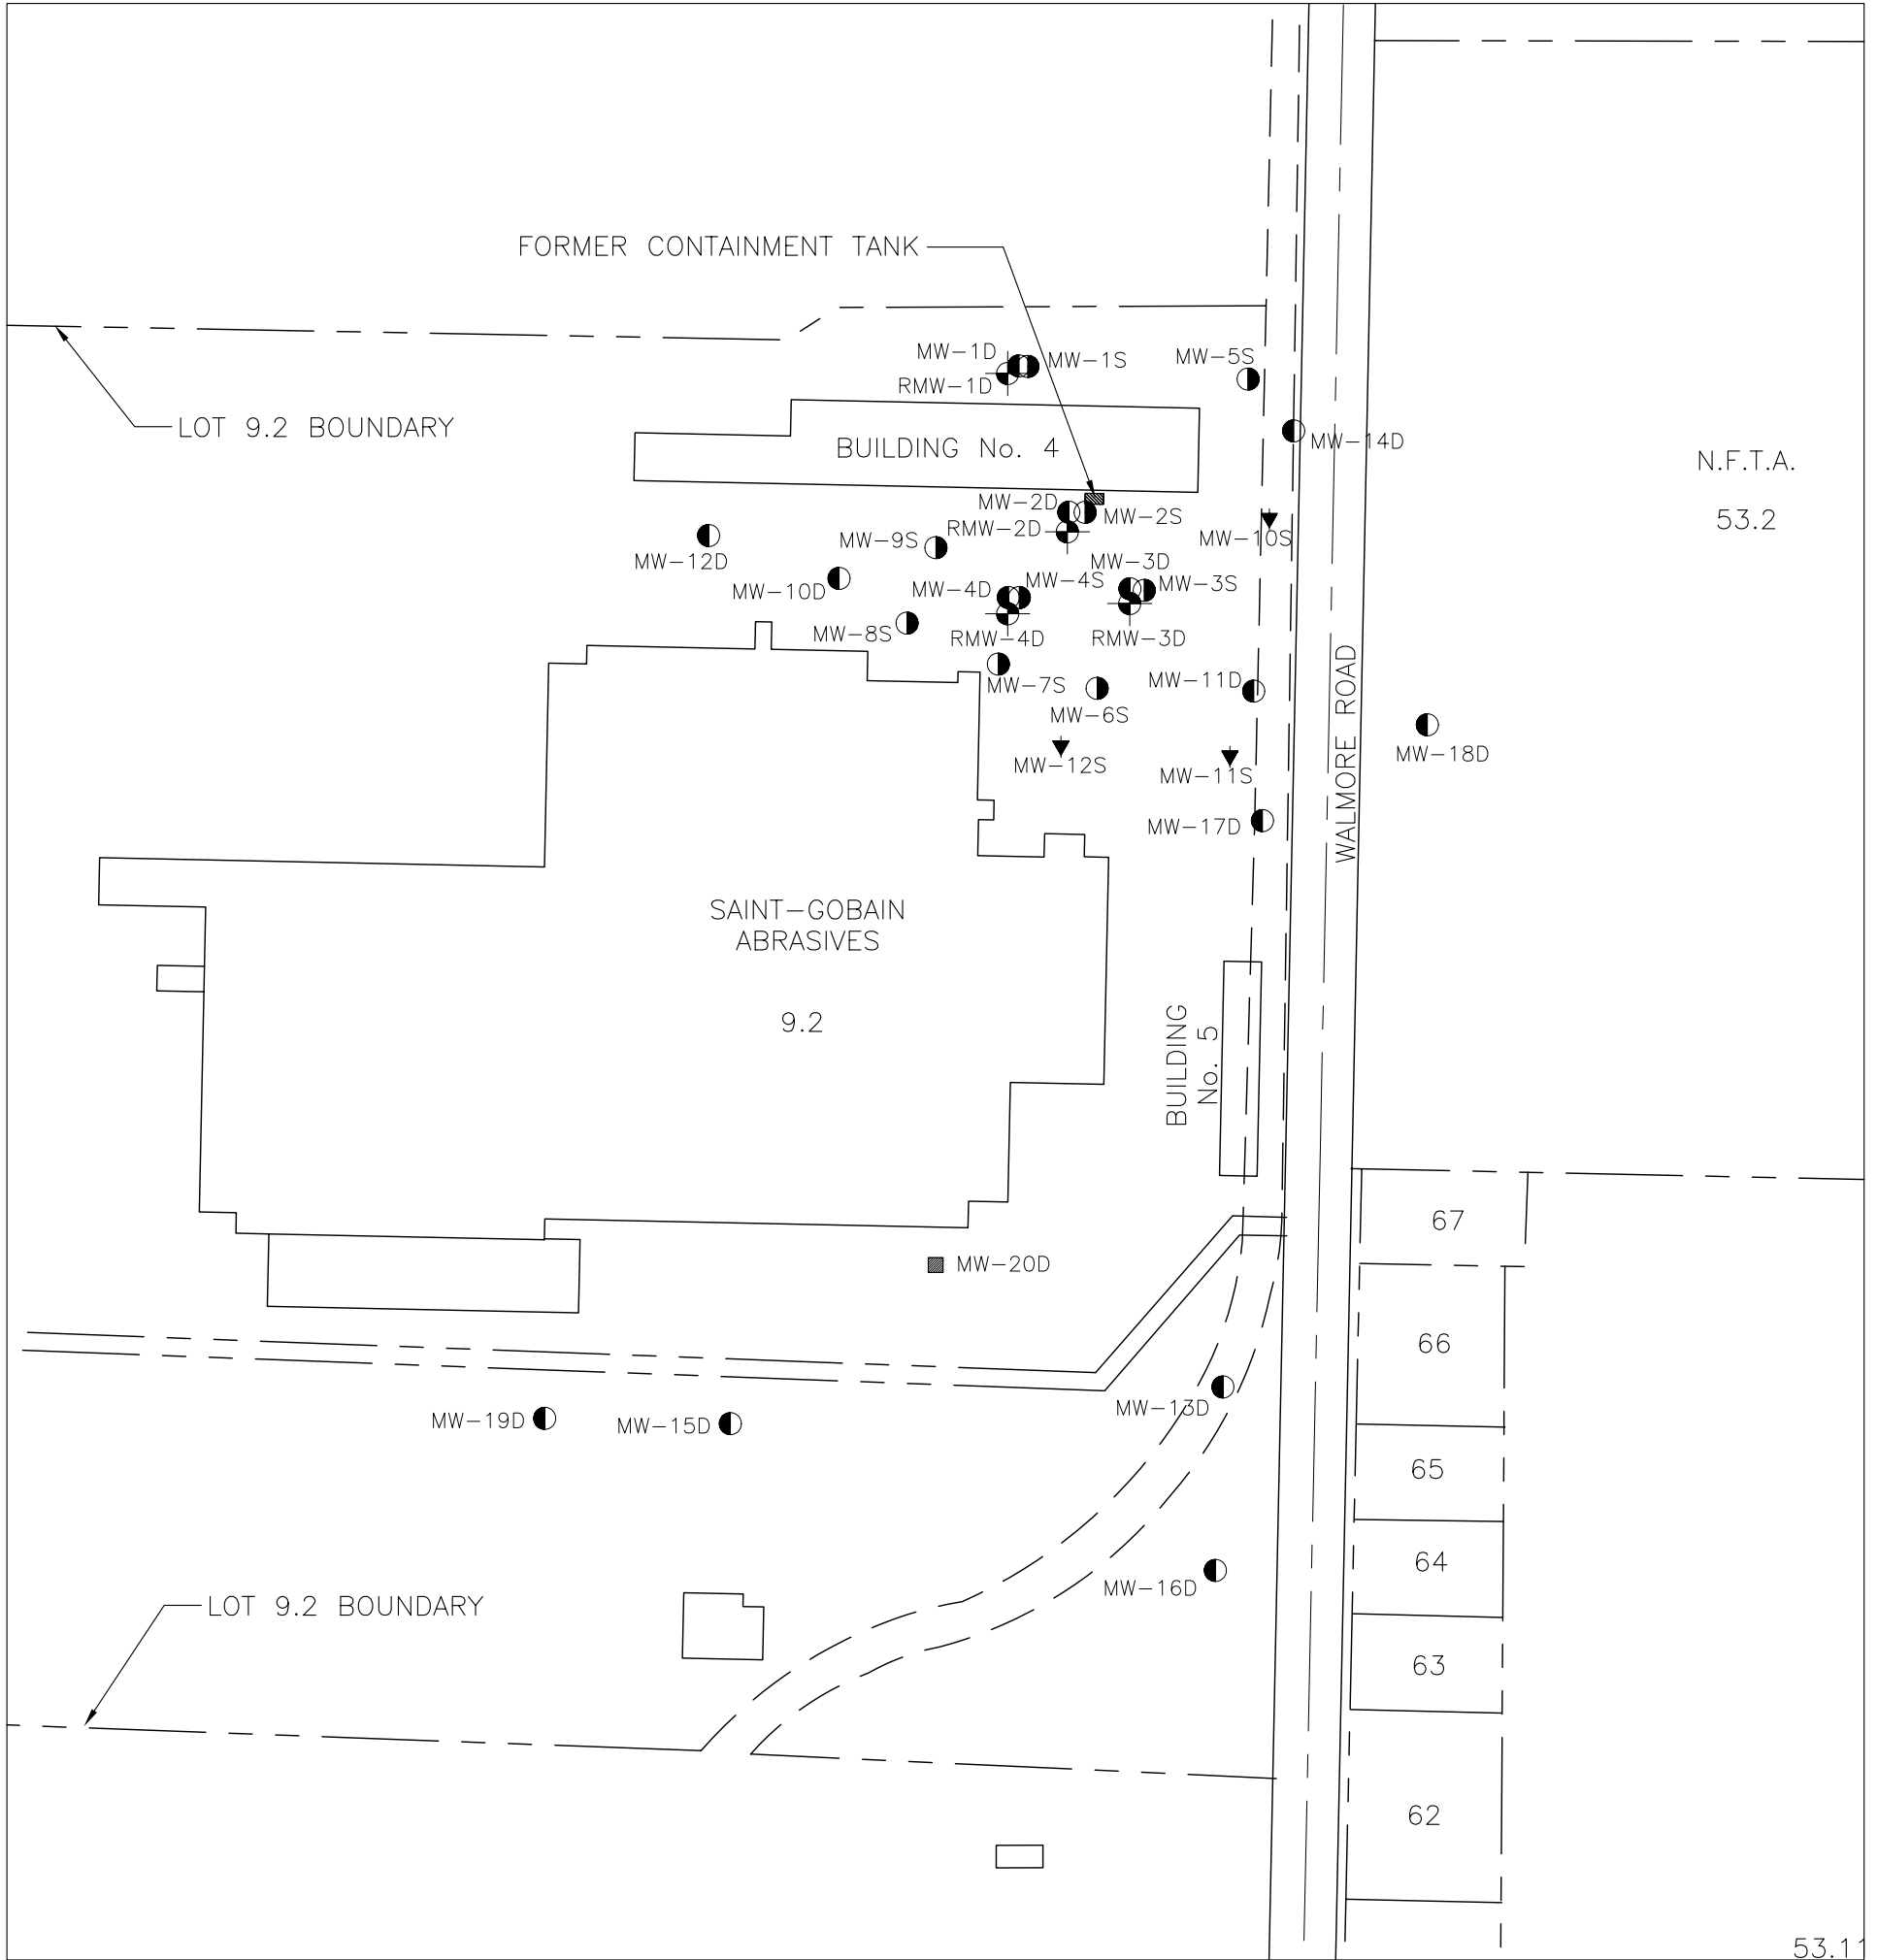 FORMER CONTAINMENT TANK
MW-1D
MW-1S
MW-5S
RMW-1D
LOT 9.2 BOUNDARY
MW-14D
BUILDING No. 4
N.F.T.A.
53.2
MW-2D
MW-2S
RMW-2D
MW-10S
MW-9S
MW-12D
MW-3D
MW-4S
MW-3S
MW-4D
MW-10D
MW-8S
RMW-4D
RMW-3D
MW-7S
MW-11D
MW-6S
WALMORE ROAD
MW-18D
MW-12S
MW-11S
MW-17D
SAINT-GOBAIN
ABRASIVES
9.2
BUILDING
No. 5
67
MW-20D
66
MW-13D
MW-19D
MW-15D
65
64
MW-16D
LOT 9.2 BOUNDARY
63
62
53.11